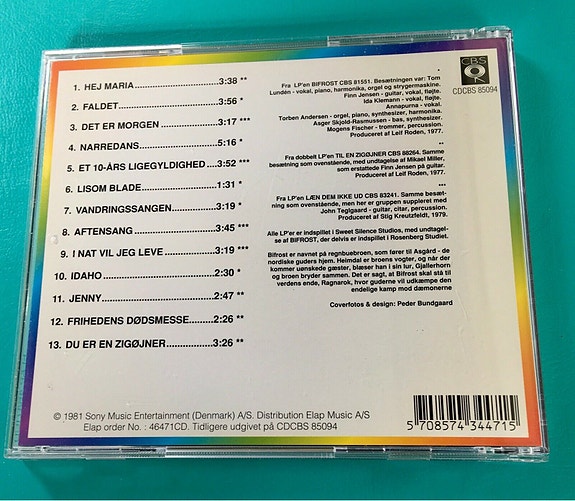 1. HEJ MARIA..........................3:38 **
2. FALDET..............................3:56 *
3. DET ER MORGEN..................3:17 ***
4. NARREDANS.......................5:16 *
5. ET 10-ÅRS LIGEGYLDIGHED...3:52 ***
6. LISOM BLADE.......................1:31 *
7. VANDRINGSSANGEN............3:19 *
8. AFTENSANG........................3:45 ***
9. I NAT VIL JEG LEVE...............3:19 ***
10. IDAHO...............................2:30 *
11. JENNY...............................2:47 **
12. FRIHEDENS DØDSMESSE........2:26 **
13. DU ER EN ZIGØJNER..............3:26 **
CBS
CDCBS 85094
*
Fra LP'en BIFROST CBS 81551. Besætningen var: Tom
Lundén - vokal, piano, harmonika, orgel og strygermaskine.
Finn Jensen - guitar, vokal, fløjte.
Ida Klemann - vokal, fløjte.
Annapurna - vokal.
Torben Andersen - orgel, piano, synthesizer, harmonika.
Asger Skjold-Rasmussen - bas, synthesizer.
Mogens Fischer - trommer, percussion.
Produceret af Leif Roden, 1977.
**
Fra dobbelt LP'en TIL EN ZIGØJNER CBS 88264. Samme
besætning som ovenstående, med undtagelse af Mikael Miller,
som erstattede Finn Jensen på guitar.
Produceret af Leif Roden, 1977.
***
Fra LP'en LÆN DEM IKKE UD CBS 83241. Samme besæt-
ning som ovenstående, men her er gruppen suppleret med
John Teglgaard - guitar, citar, percussion.
Produceret af Stig Kreutzfeldt, 1979.
Alle LP'er er indspillet i Sweet Silence Studios, med undtagel-
se af BIFROST, der delvis er indspillet i Rosenberg Studiet.
Bifrost er navnet på regnbuebroen, som fører til Asgård - de
nordiske guders hjem. Heimdal er broens vogter, og når der
kommer uønskede gæster, blæser han i sin lur, Gjallerhorn
og broen bryder sammen. Det er sagt, at Bifrost skal stå til
verdens ende, Ragnarok, hvor guderne vil udkæmpe den
endelige kamp mod dæmonerne
Coverfotos & design: Peder Bundgaard
© 1981 Sony Music Entertainment (Denmark) A/S. Distribution Elap Music A/S
Elap order No. : 46471CD. Tidligere udgivet på CDCBS 85094
5 708574 344715